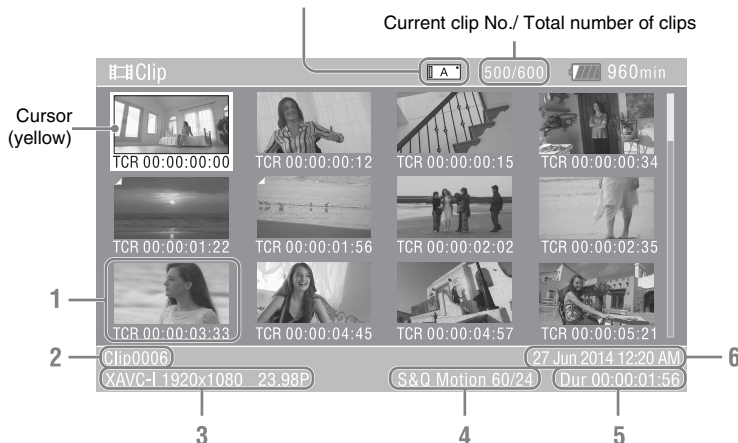 Current clip No./ Total number of clips
Clip A 500/600 960min
Cursor
(yellow)
TCR 00:00:00:00 TCR 00:00:00:12 TCR 00:00:00:15 TCR 00:00:00:34
TCR 00:00:01:22 TCR 00:00:01:56 TCR 00:00:02:02 TCR 00:00:02:35
1
TCR 00:00:03:33 TCR 00:00:04:45 TCR 00:00:04:57 TCR 00:00:05:21
2 Clip0006 27 Jun 2014 12:20 AM 6
XAVC-I 1920x1080 23.98P S&Q Motion 60/24 Dur 00:00:01:56
3 4 5